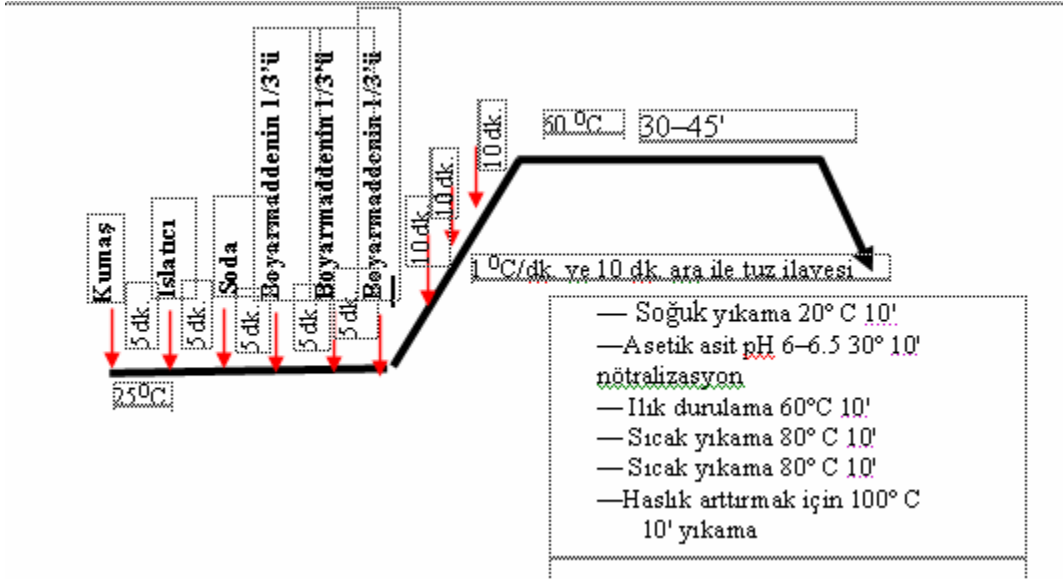 Kumaş
5 dk.
Islatıcı
5 dk.
Soda
5 dk.
Boyarmaddenin 1/3'ü
5 dk.
Boyarmaddenin 1/3'ü
5 dk.
Boyarmaddenin 1/3'ü
10 dk.
10 dk.
10 dk.
60 ⁰C
30–45'
25⁰C
1 ⁰C/dk. ve 10 dk. ara ile tuz ilavesi
— Soğuk yıkama 20° C 10'
—Asetik asit pH 6–6.5 30° 10'
nötralizasyon
— Ilık durulama 60°C 10'
— Sıcak yıkama 80° C 10'
— Sıcak yıkama 80° C 10'
—Haslık arttırmak için 100° C
10' yıkama